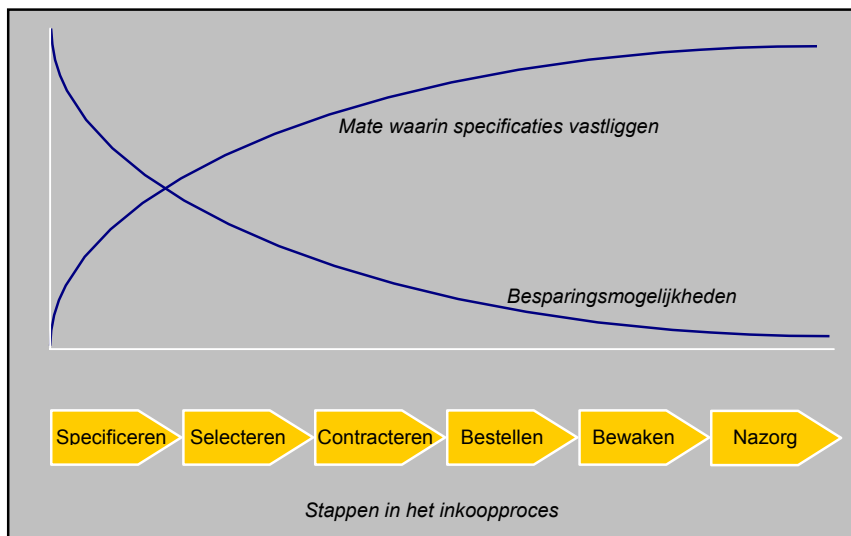 Mate waarin specificaties vastliggen
Besparingsmogelijkheden
Specificeren
Selecteren
Contracteren
Bestellen
Bewaken
Nazorg
Stappen in het inkoopproces